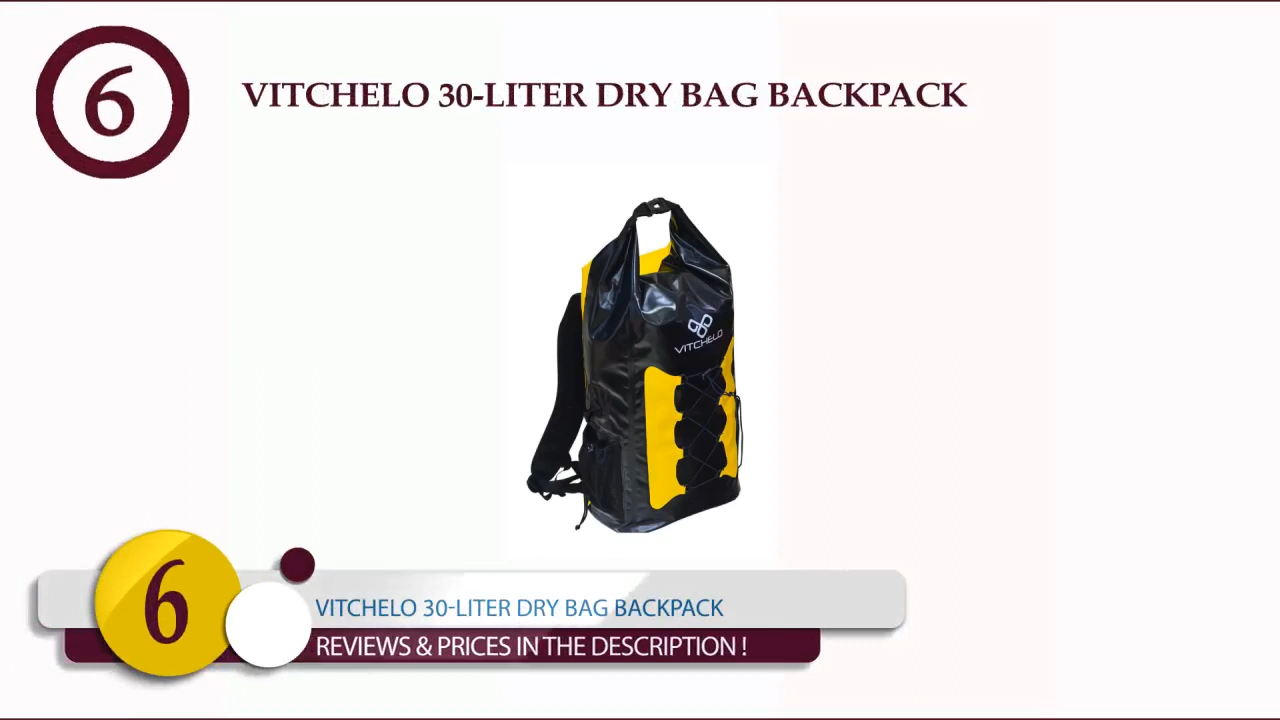 6
VITCHELO 30-LITER DRY BAG BACKPACK
VITCHELO
6
VITCHELO 30-LITER DRY BAG BACKPACK
REVIEWS & PRICES IN THE DESCRIPTION !